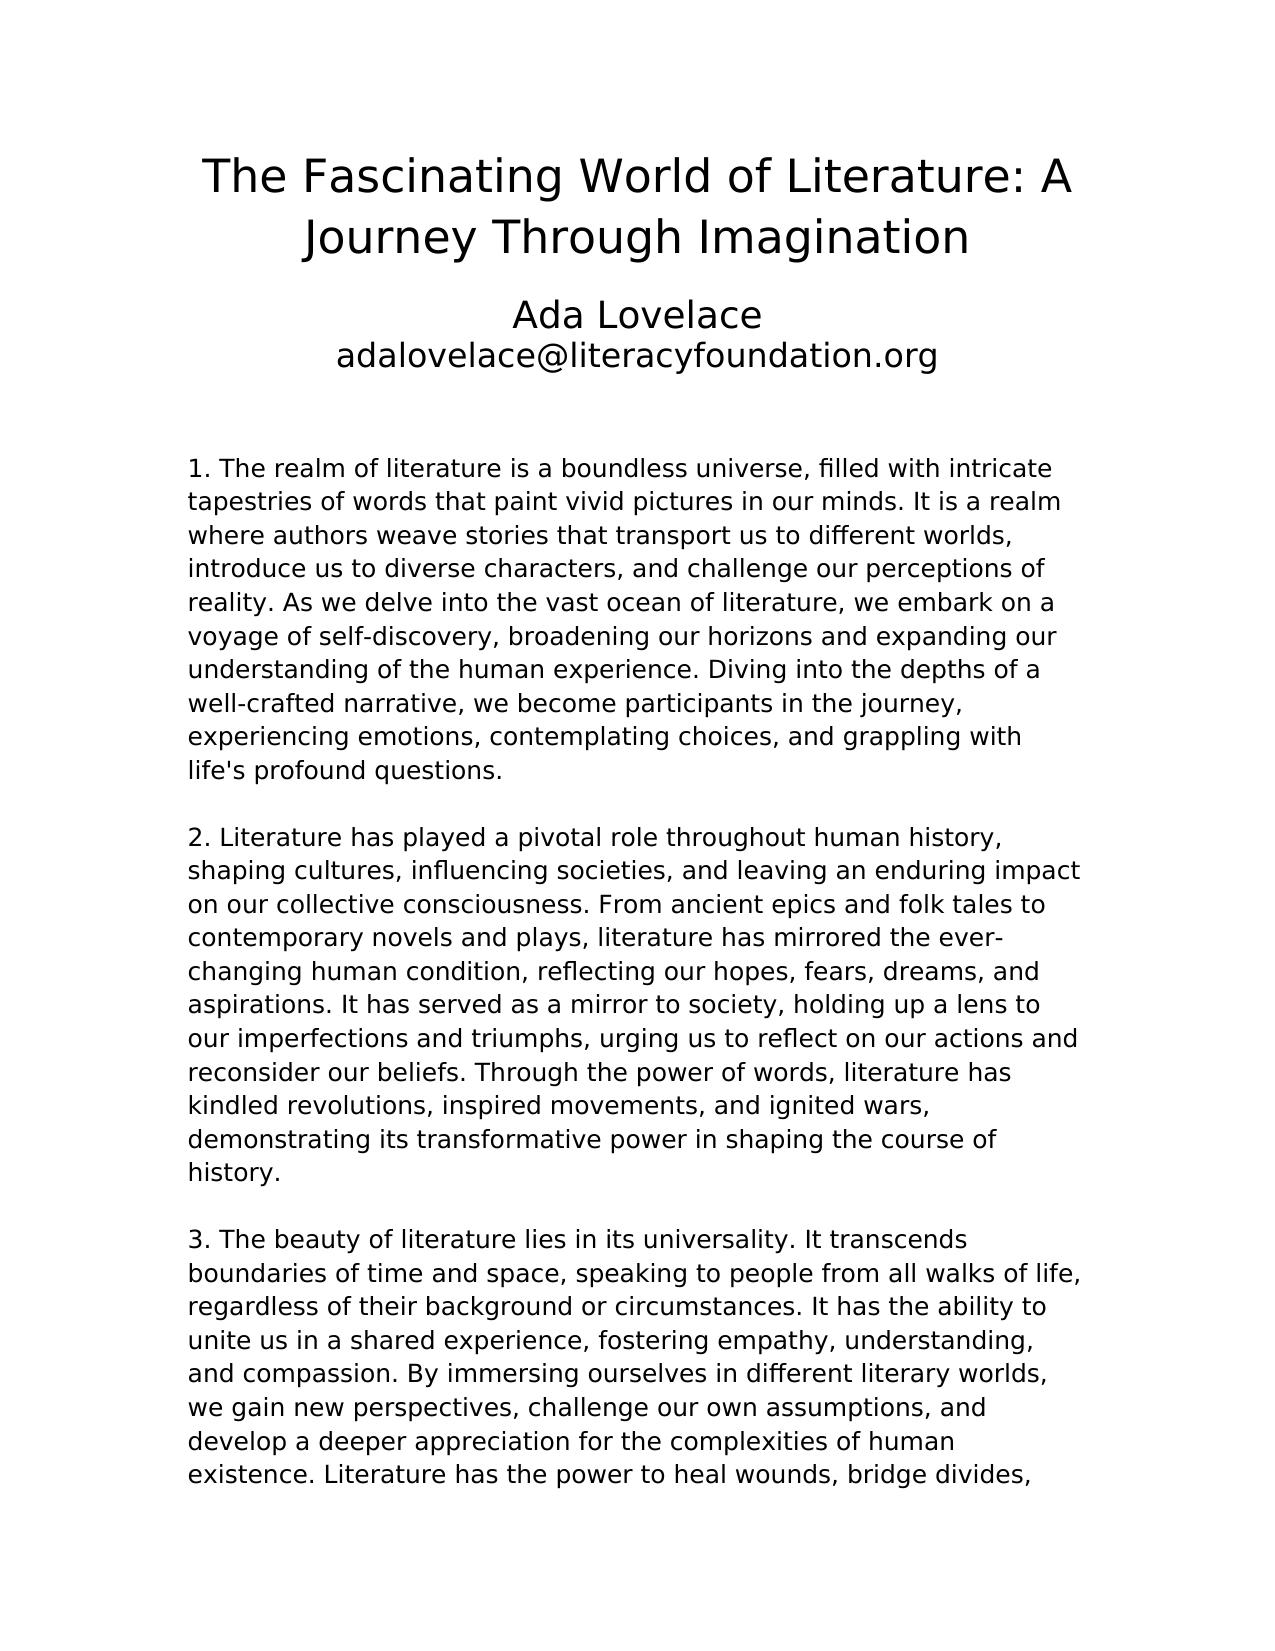 The Fascinating World of Literature: A
Journey Through Imagination
Ada Lovelace
adalovelace@literacyfoundation.org
1. The realm of literature is a boundless universe, filled with intricate
tapestries of words that paint vivid pictures in our minds. It is a realm
where authors weave stories that transport us to different worlds,
introduce us to diverse characters, and challenge our perceptions of
reality. As we delve into the vast ocean of literature, we embark on a
voyage of self-discovery, broadening our horizons and expanding our
understanding of the human experience. Diving into the depths of a
well-crafted narrative, we become participants in the journey,
experiencing emotions, contemplating choices, and grappling with
life's profound questions.
2. Literature has played a pivotal role throughout human history,
shaping cultures, influencing societies, and leaving an enduring impact
on our collective consciousness. From ancient epics and folk tales to
contemporary novels and plays, literature has mirrored the ever-
changing human condition, reflecting our hopes, fears, dreams, and
aspirations. It has served as a mirror to society, holding up a lens to
our imperfections and triumphs, urging us to reflect on our actions and
reconsider our beliefs. Through the power of words, literature has
kindled revolutions, inspired movements, and ignited wars,
demonstrating its transformative power in shaping the course of
history.
3. The beauty of literature lies in its universality. It transcends
boundaries of time and space, speaking to people from all walks of life,
regardless of their background or circumstances. It has the ability to
unite us in a shared experience, fostering empathy, understanding,
and compassion. By immersing ourselves in different literary worlds,
we gain new perspectives, challenge our own assumptions, and
develop a deeper appreciation for the complexities of human
existence. Literature has the power to heal wounds, bridge divides,